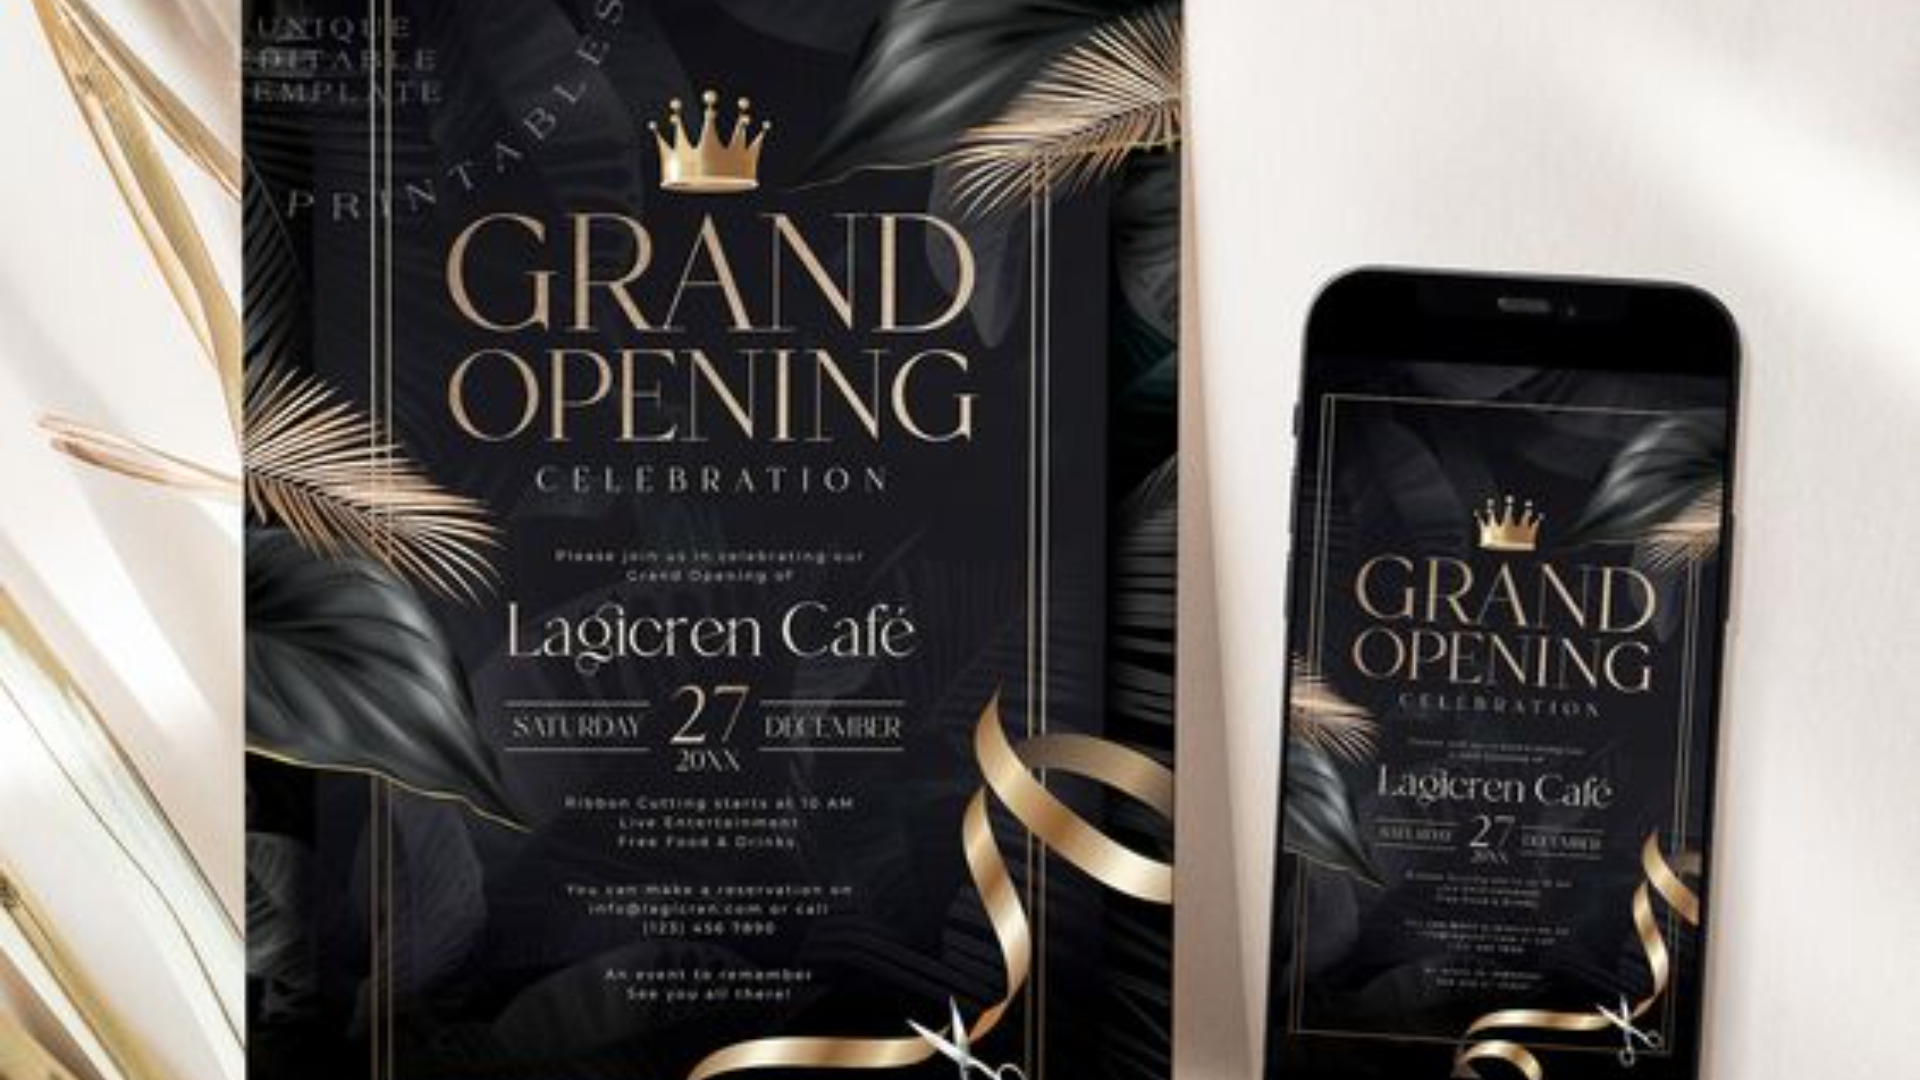 UNIQUE
EDITABLE
TEMPLATE
PRINTABLES
GRAND
OPENING
CELEBRATION
Please join us in celebrating our
Grand Opening of
Lagicren Café
SATURDAY 27 DECEMBER
20XX
Ribbon Cutting starts at 10 AM
Live Entertainment
Free Food & Drinks
You can make a reservation on
info@lagicren.com or call
(123) 456 7890
An event to remember
See you all there!
GRAND
OPENING
CELEBRATION
Lagicren Café
SATURDAY 27 DECEMBER
20XX